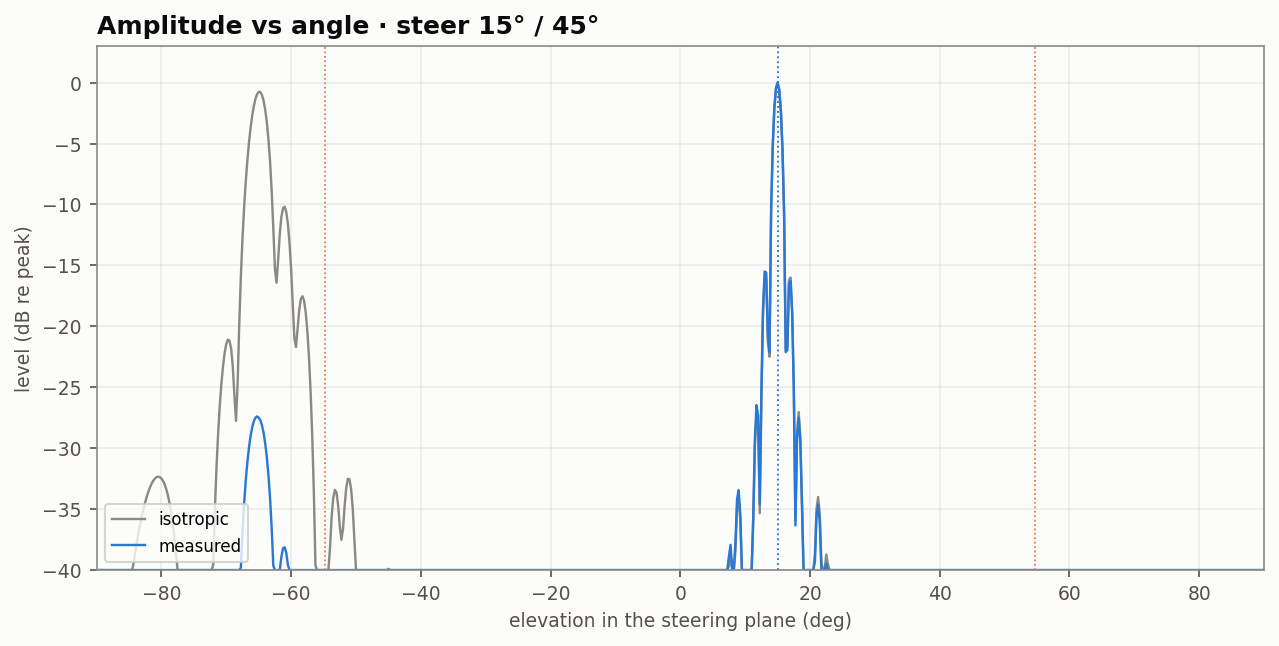 Amplitude vs angle · steer 15° / 45°
0
−5
−10
−15
−20
−25
−30
−35
−40
level (dB re peak)
isotropic
measured
−80 −60 −40 −20 0 20 40 60 80
elevation in the steering plane (deg)